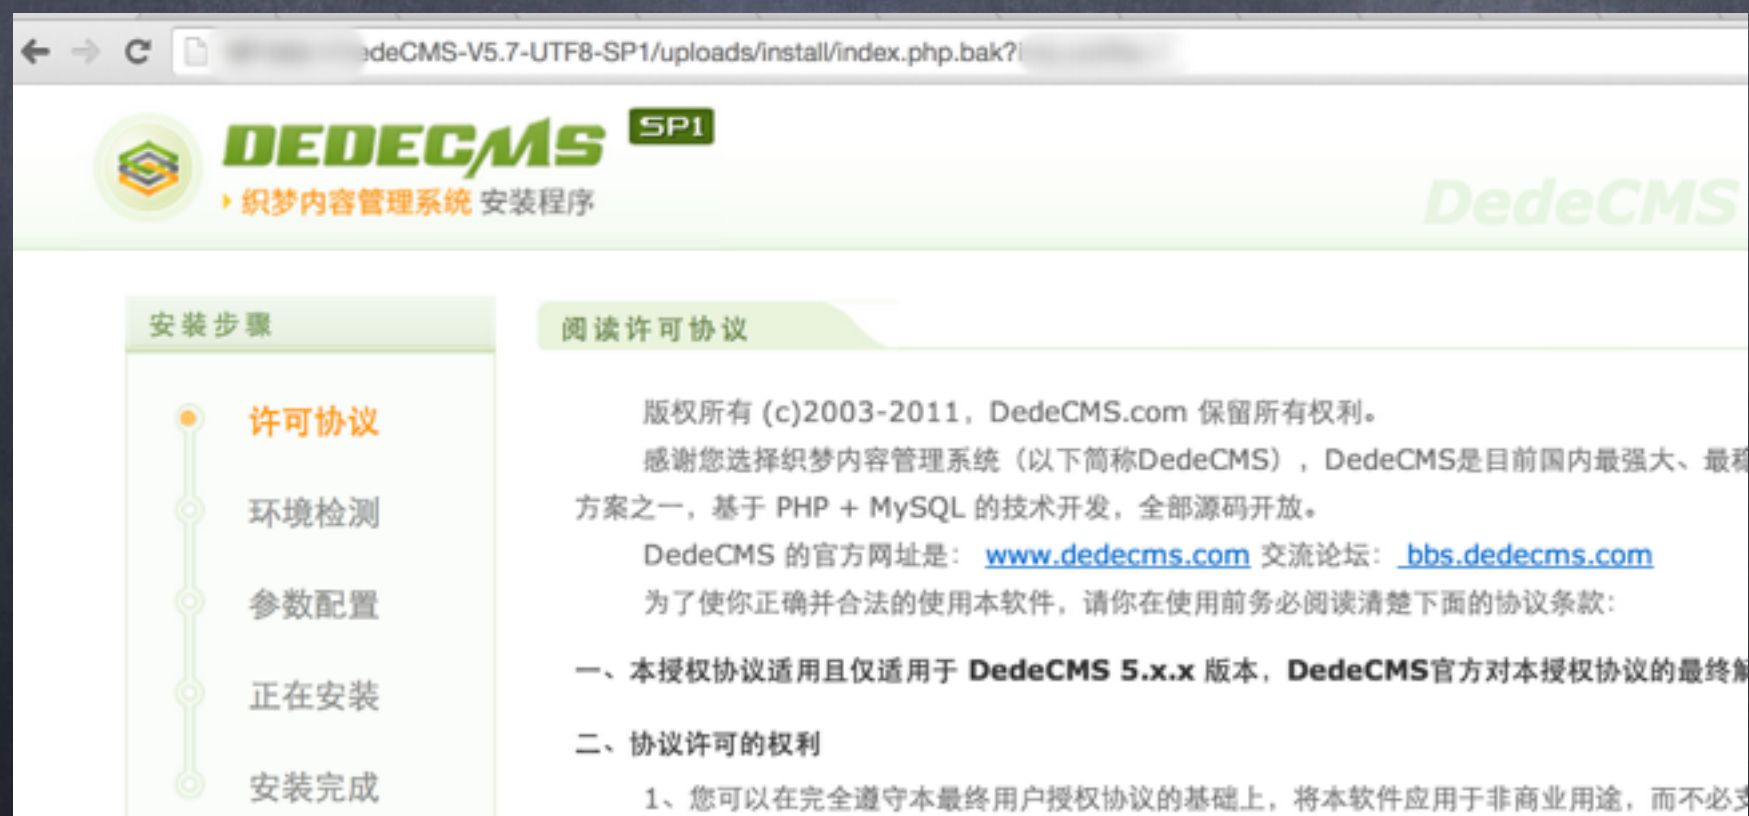 edeCMS-V5.7-UTF8-SP1/uploads/install/index.php.bak?
DEDECMS SP1
织梦内容管理系统 安装程序
DedeCMS
安装步骤
许可协议
环境检测
参数配置
正在安装
安装完成
阅读许可协议
版权所有 (c)2003-2011，DedeCMS.com 保留所有权利。
感谢您选择织梦内容管理系统（以下简称DedeCMS），DedeCMS是目前国内最强大、最稳
方案之一，基于 PHP + MySQL 的技术开发，全部源码开放。
DedeCMS 的官方网址是： www.dedecms.com 交流论坛： bbs.dedecms.com
为了使你正确并合法的使用本软件，请你在使用前务必阅读清楚下面的协议条款：
一、本授权协议适用且仅适用于 DedeCMS 5.x.x 版本，DedeCMS官方对本授权协议的最终解
二、协议许可的权利
1、您可以在完全遵守本最终用户授权协议的基础上，将本软件应用于非商业用途，而不必支